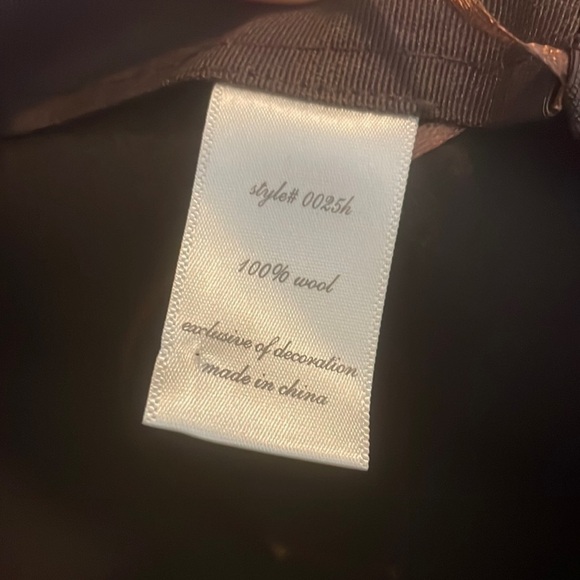 style# 0025h
100% wool
exclusive of decoration
made in china